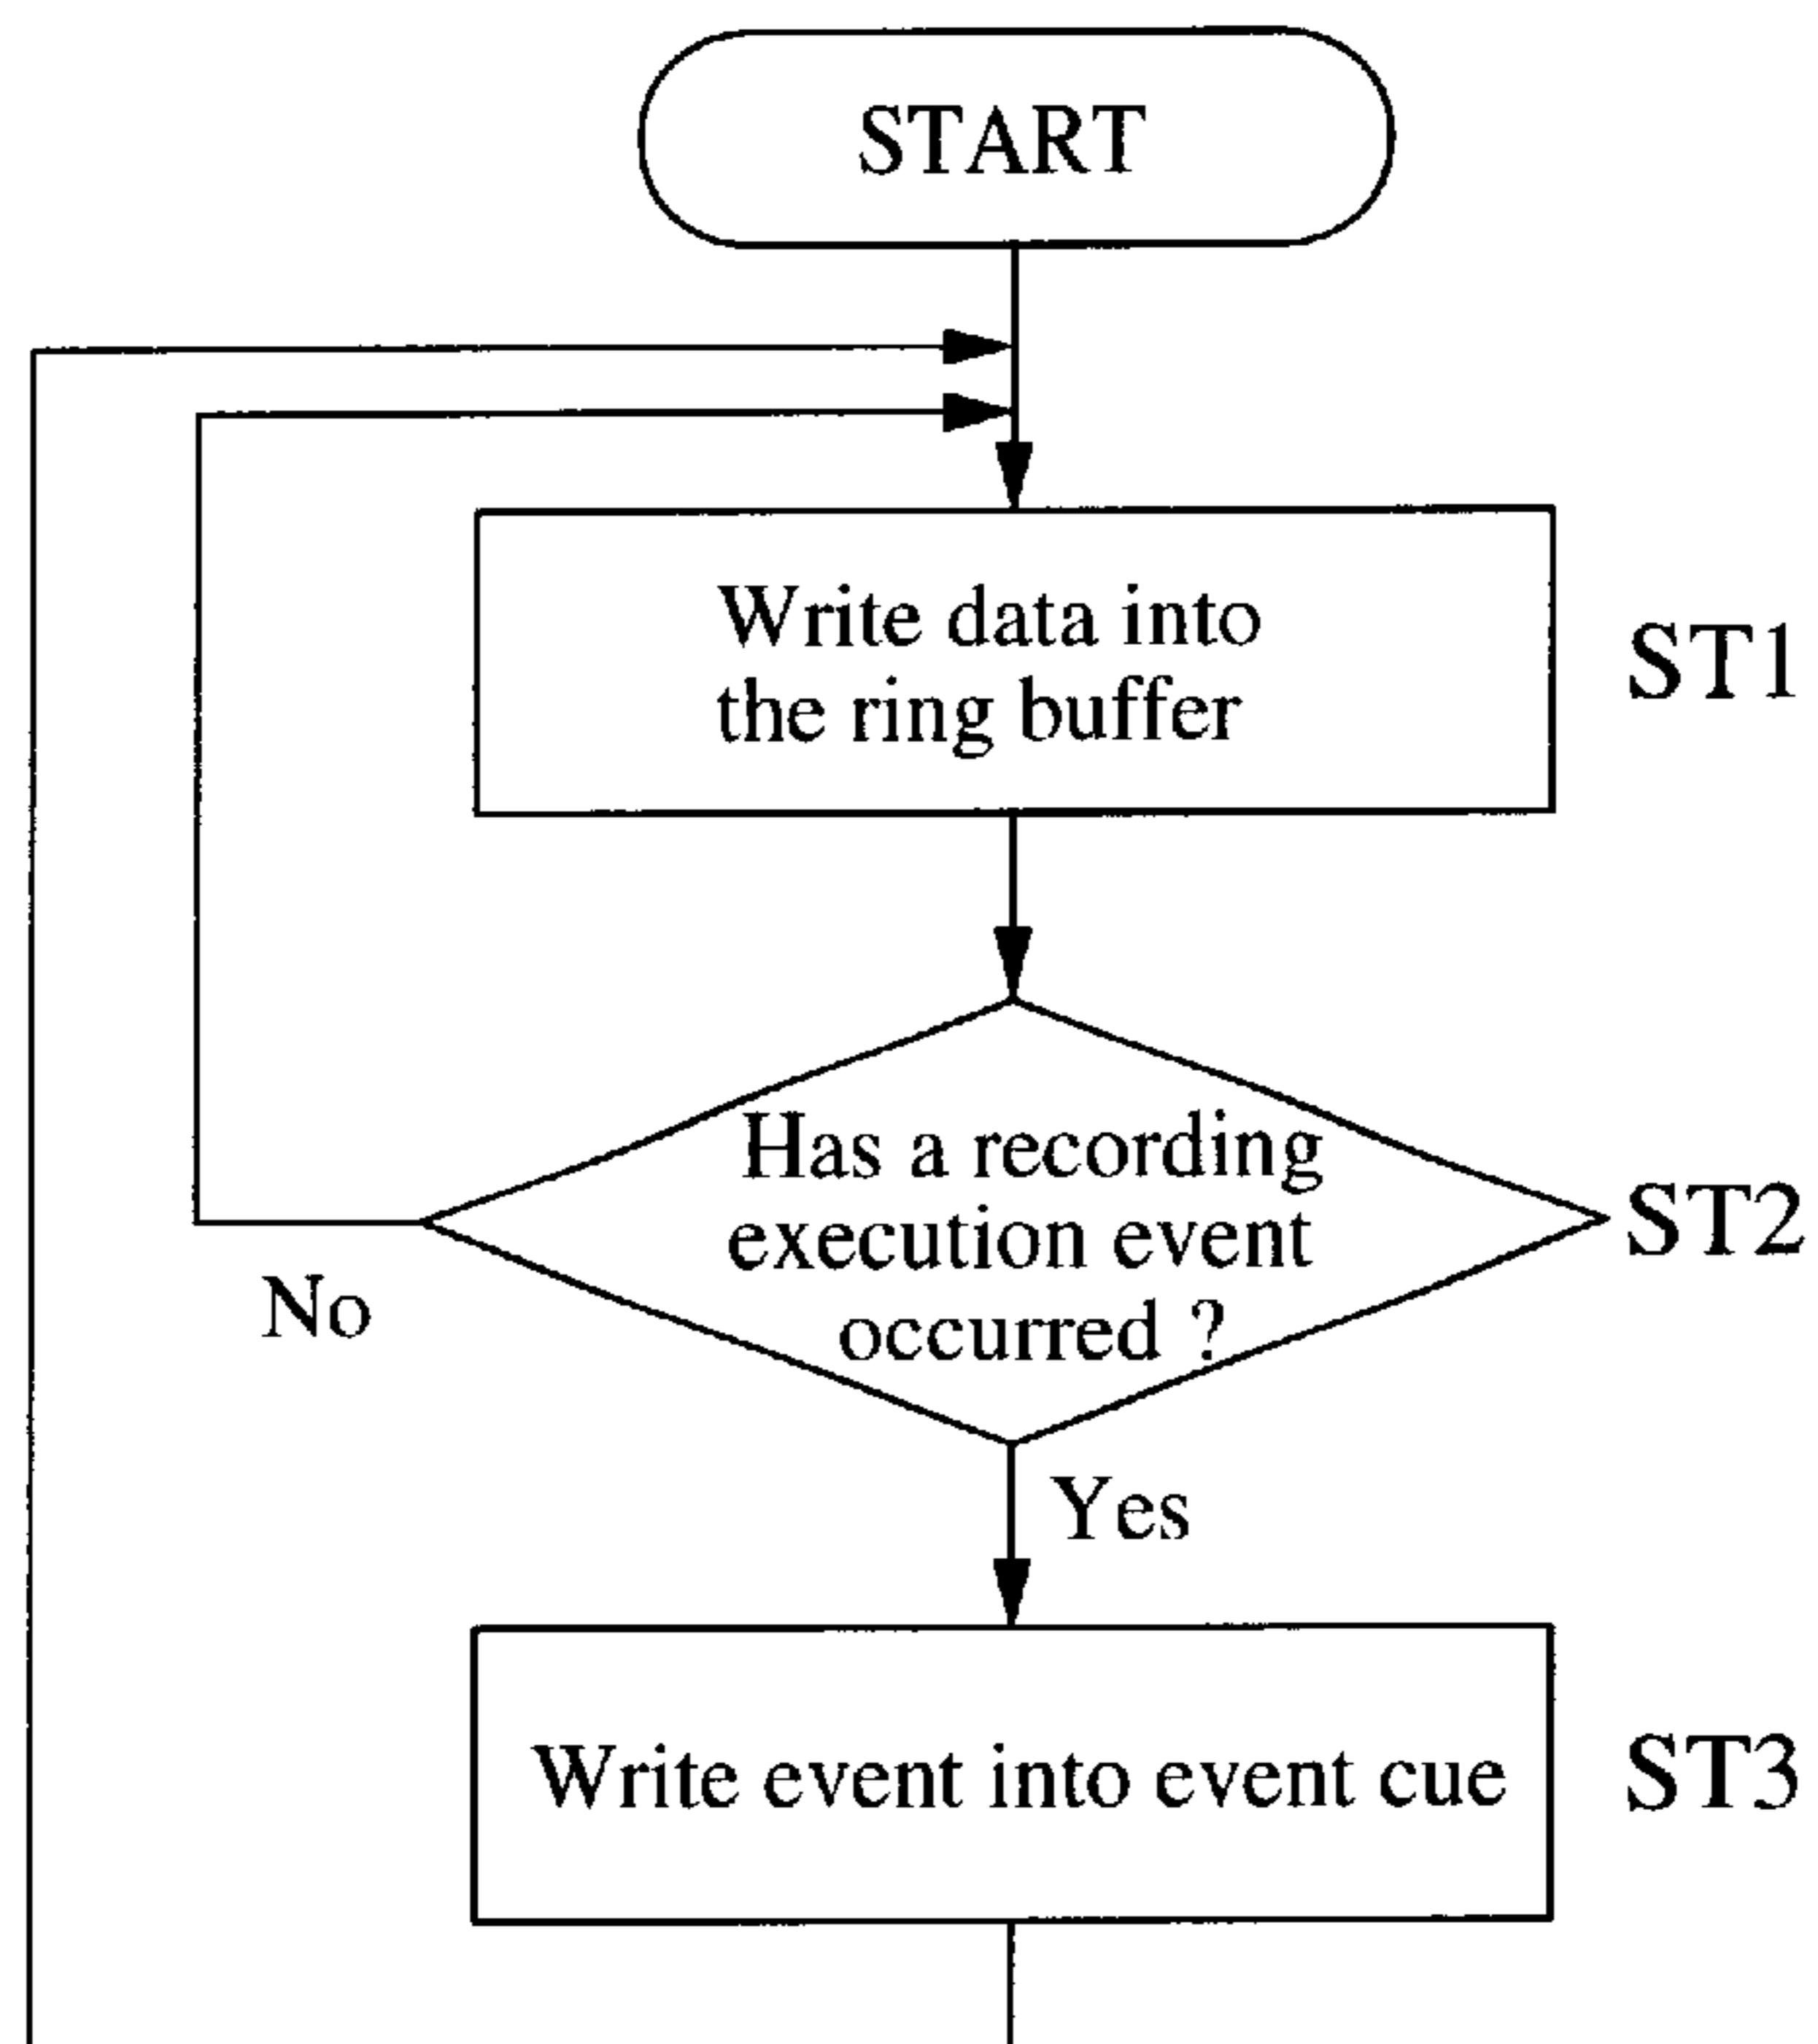 START
Write data into
the ring buffer
ST1
Has a recording
execution event
occurred ?
ST2
No
Yes
Write event into event cue
ST3